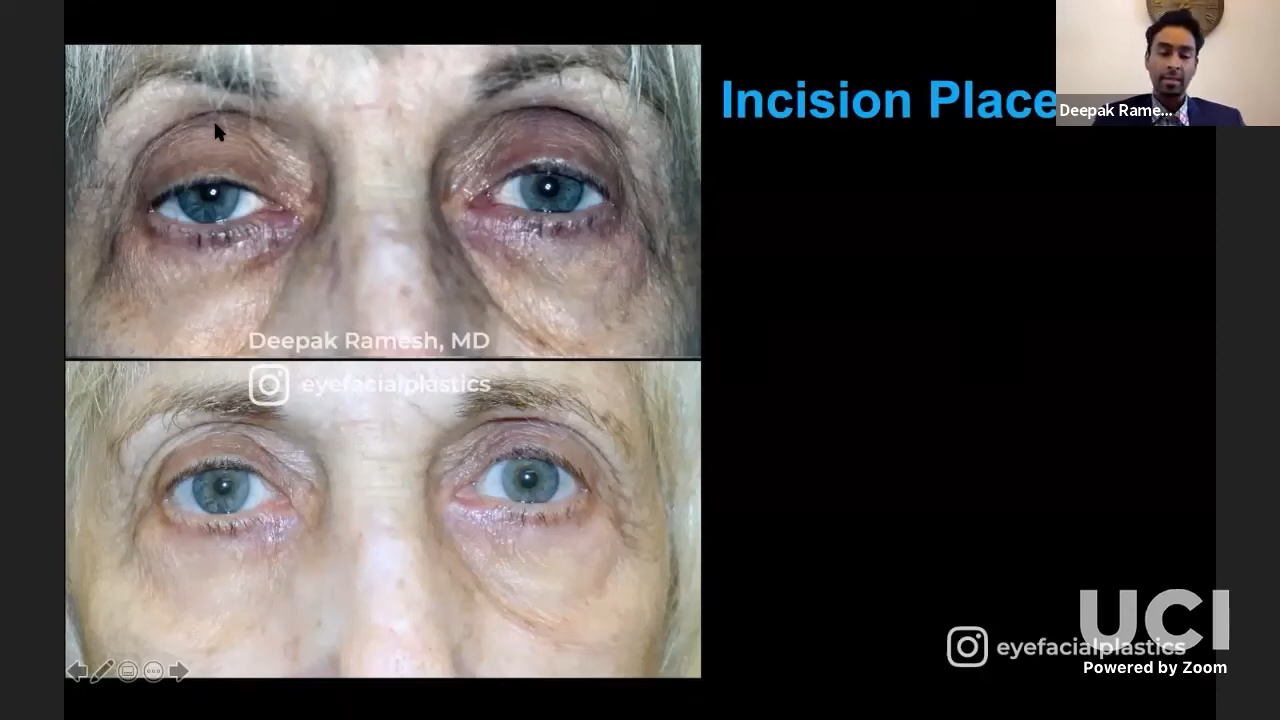 Incision Place
Deepak Rame...
Deepak Ramesh, MD
eyefacialplastics
UCI
eyefacialplastics
Powered by Zoom